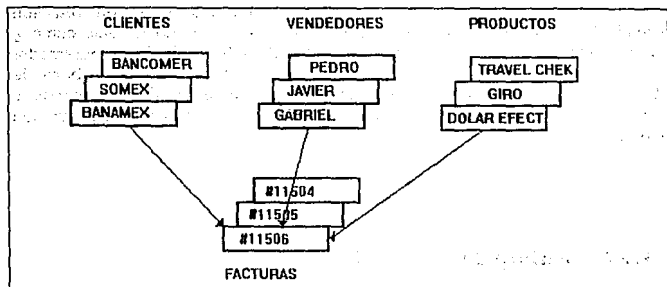 CLIENTES VENDEDORES PRODUCTOS
BANCOMER PEDRO TRAVEL CHEK
SOMEX JAVIER GIRO
BANAMEX GABRIEL DOLAR EFECT
#11504
#11505
#11506
FACTURAS